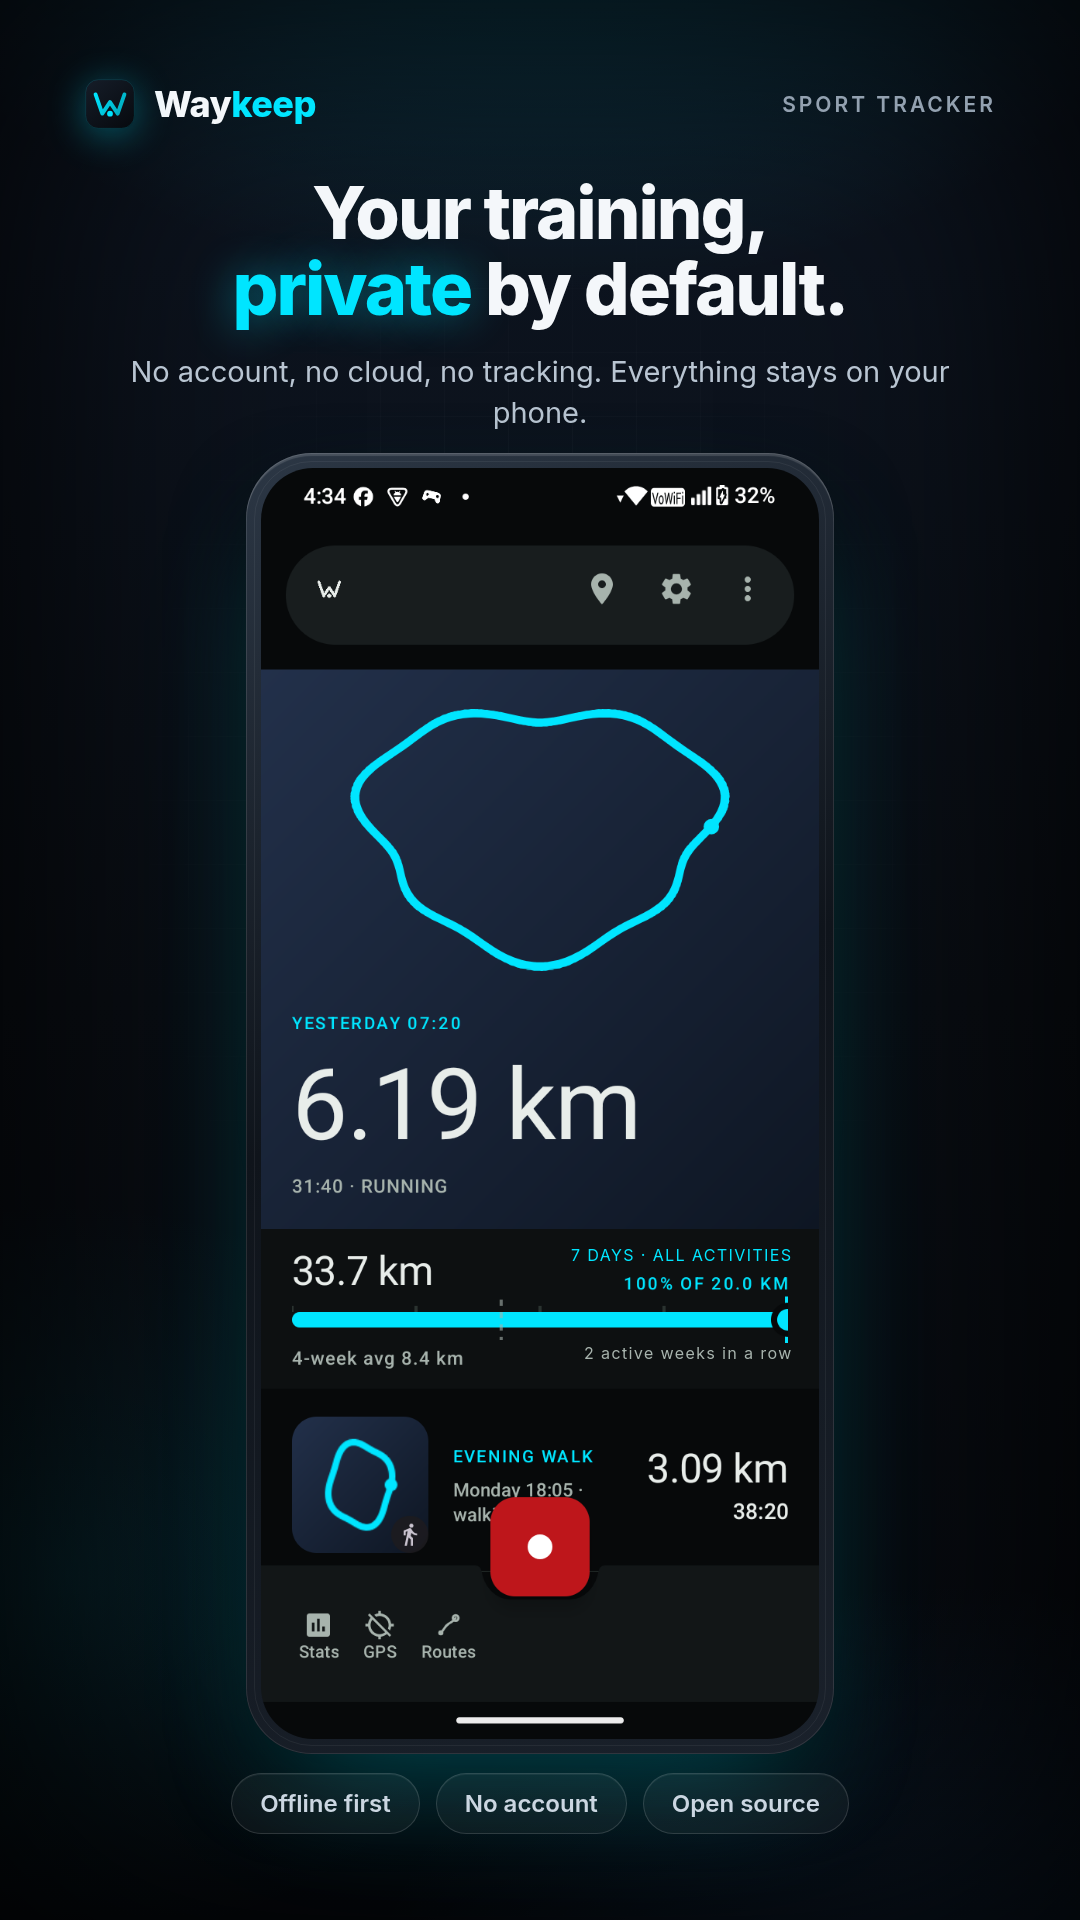 Waykeep
SPORT TRACKER
Your training,
private by default.
No account, no cloud, no tracking. Everything stays on your
phone.
4:34
VoWiFi
32%
YESTERDAY 07:20
6.19 km
31:40 · RUNNING
33.7 km
7 DAYS · ALL ACTIVITIES
100% OF 20.0 KM
4-week avg 8.4 km
2 active weeks in a row
EVENING WALK
3.09 km
Monday 18:05 ·
38:20
Stats
GPS
Routes
Offline first
No account
Open source